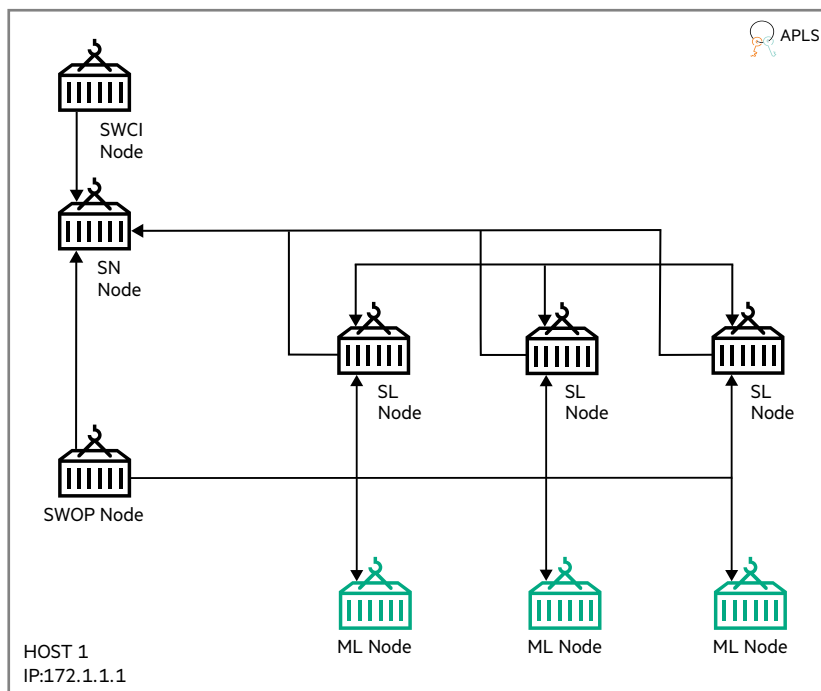 APLS
SWCI
Node
SN
Node
SL
Node
SL
Node
SL
Node
SWOP Node
ML Node
ML Node
ML Node
HOST 1
IP:172.1.1.1